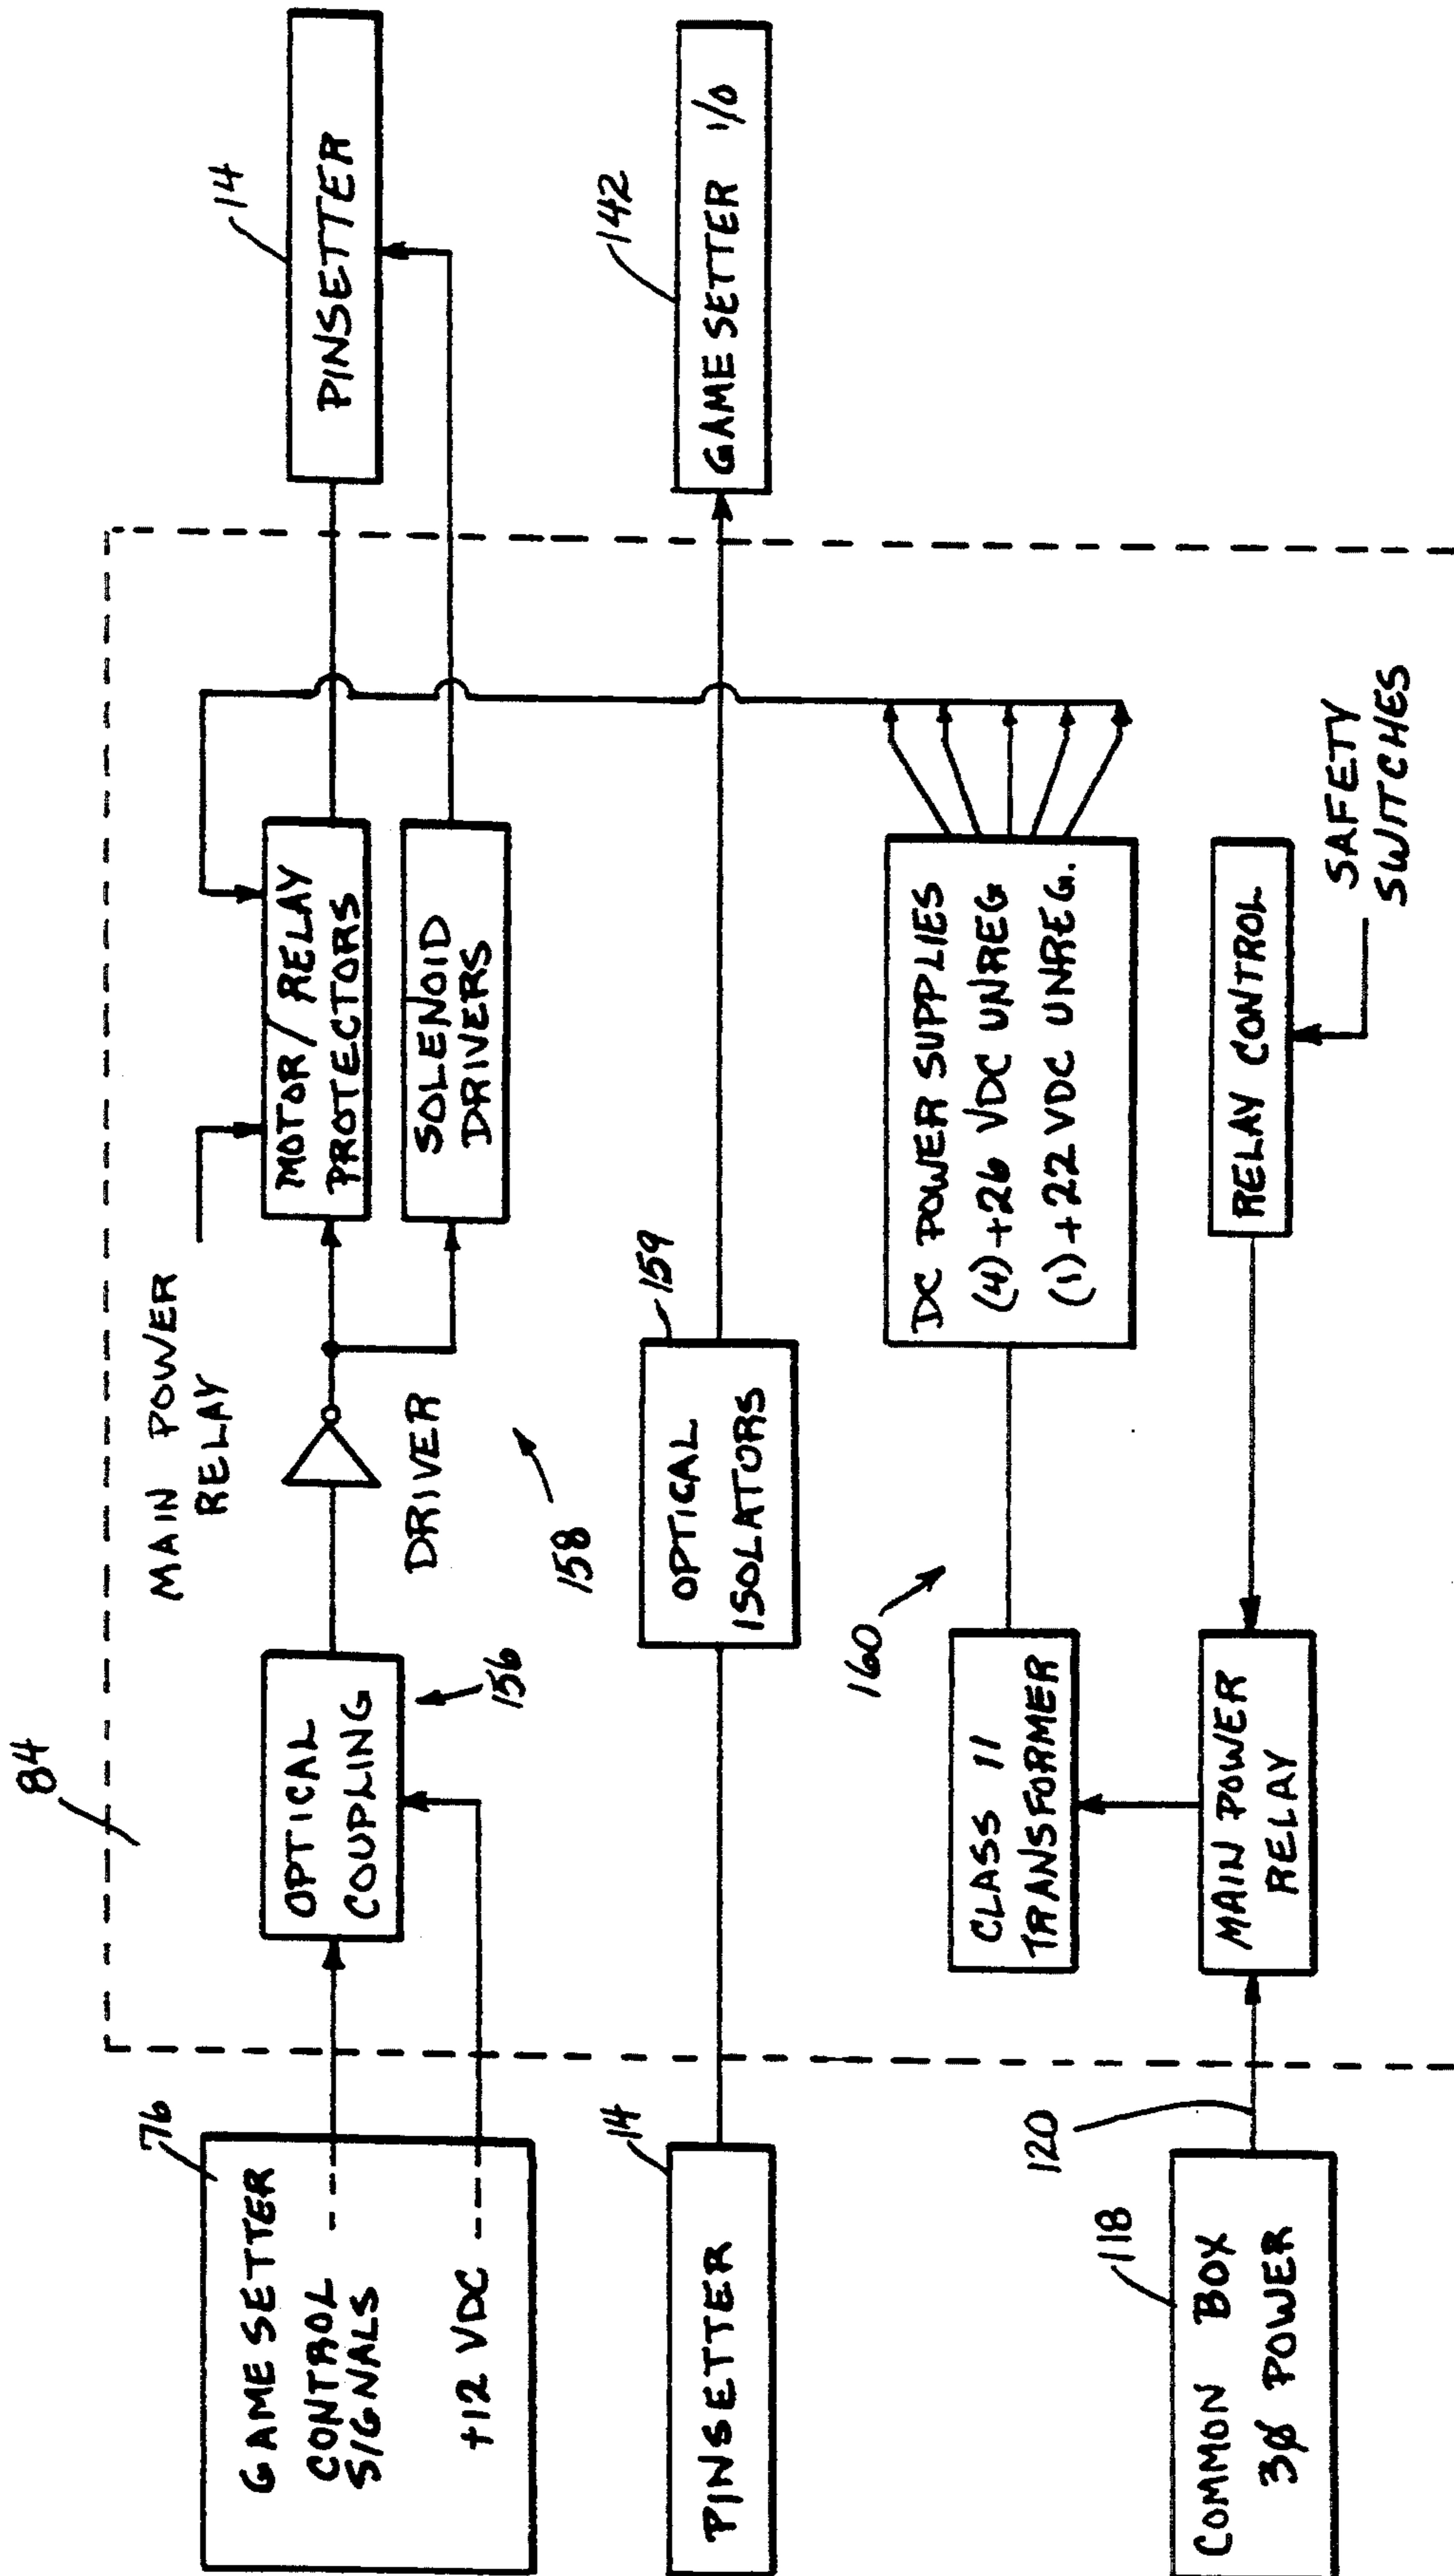 84
76
GAME SETTER
CONTROL
SIGNALS
+12 VDC
OPTICAL
COUPLING
156
MAIN POWER
RELAY
DRIVER
158
MOTOR/RELAY
PROTECTORS
SOLENOID
DRIVERS
14
PINSETTER
14
PINSETTER
OPTICAL
ISOLATORS
159
142
GAME SETTER I/O
160
CLASS II
TRANSFORMER
DC POWER SUPPLIES
(4)+26 VDC UNREG
(1)+22 VDC UNREG.
118
COMMON BOX
3Ø POWER
120
MAIN POWER
RELAY
RELAY CONTROL
SAFETY
SWITCHES